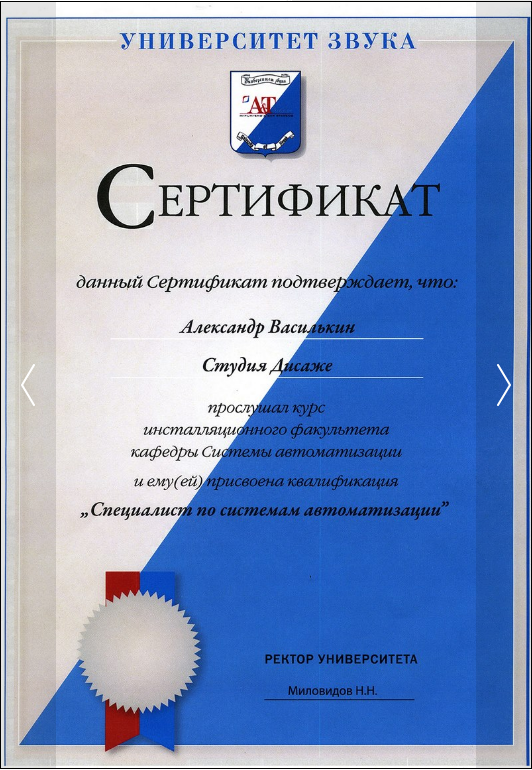 УНИВЕРСИТЕТ ЗВУКА
АТ
СЕРТИФИКАТ
данный Сертификат подтверждает, что:
Александр Василькин
Студия Дисаже
прослушал курс
инсталляционного факультета
кафедры Системы автоматизации
и ему(ей) присвоена квалификация
„Специалист по системам автоматизации”
РЕКТОР УНИВЕРСИТЕТА
Миловидов Н.Н.